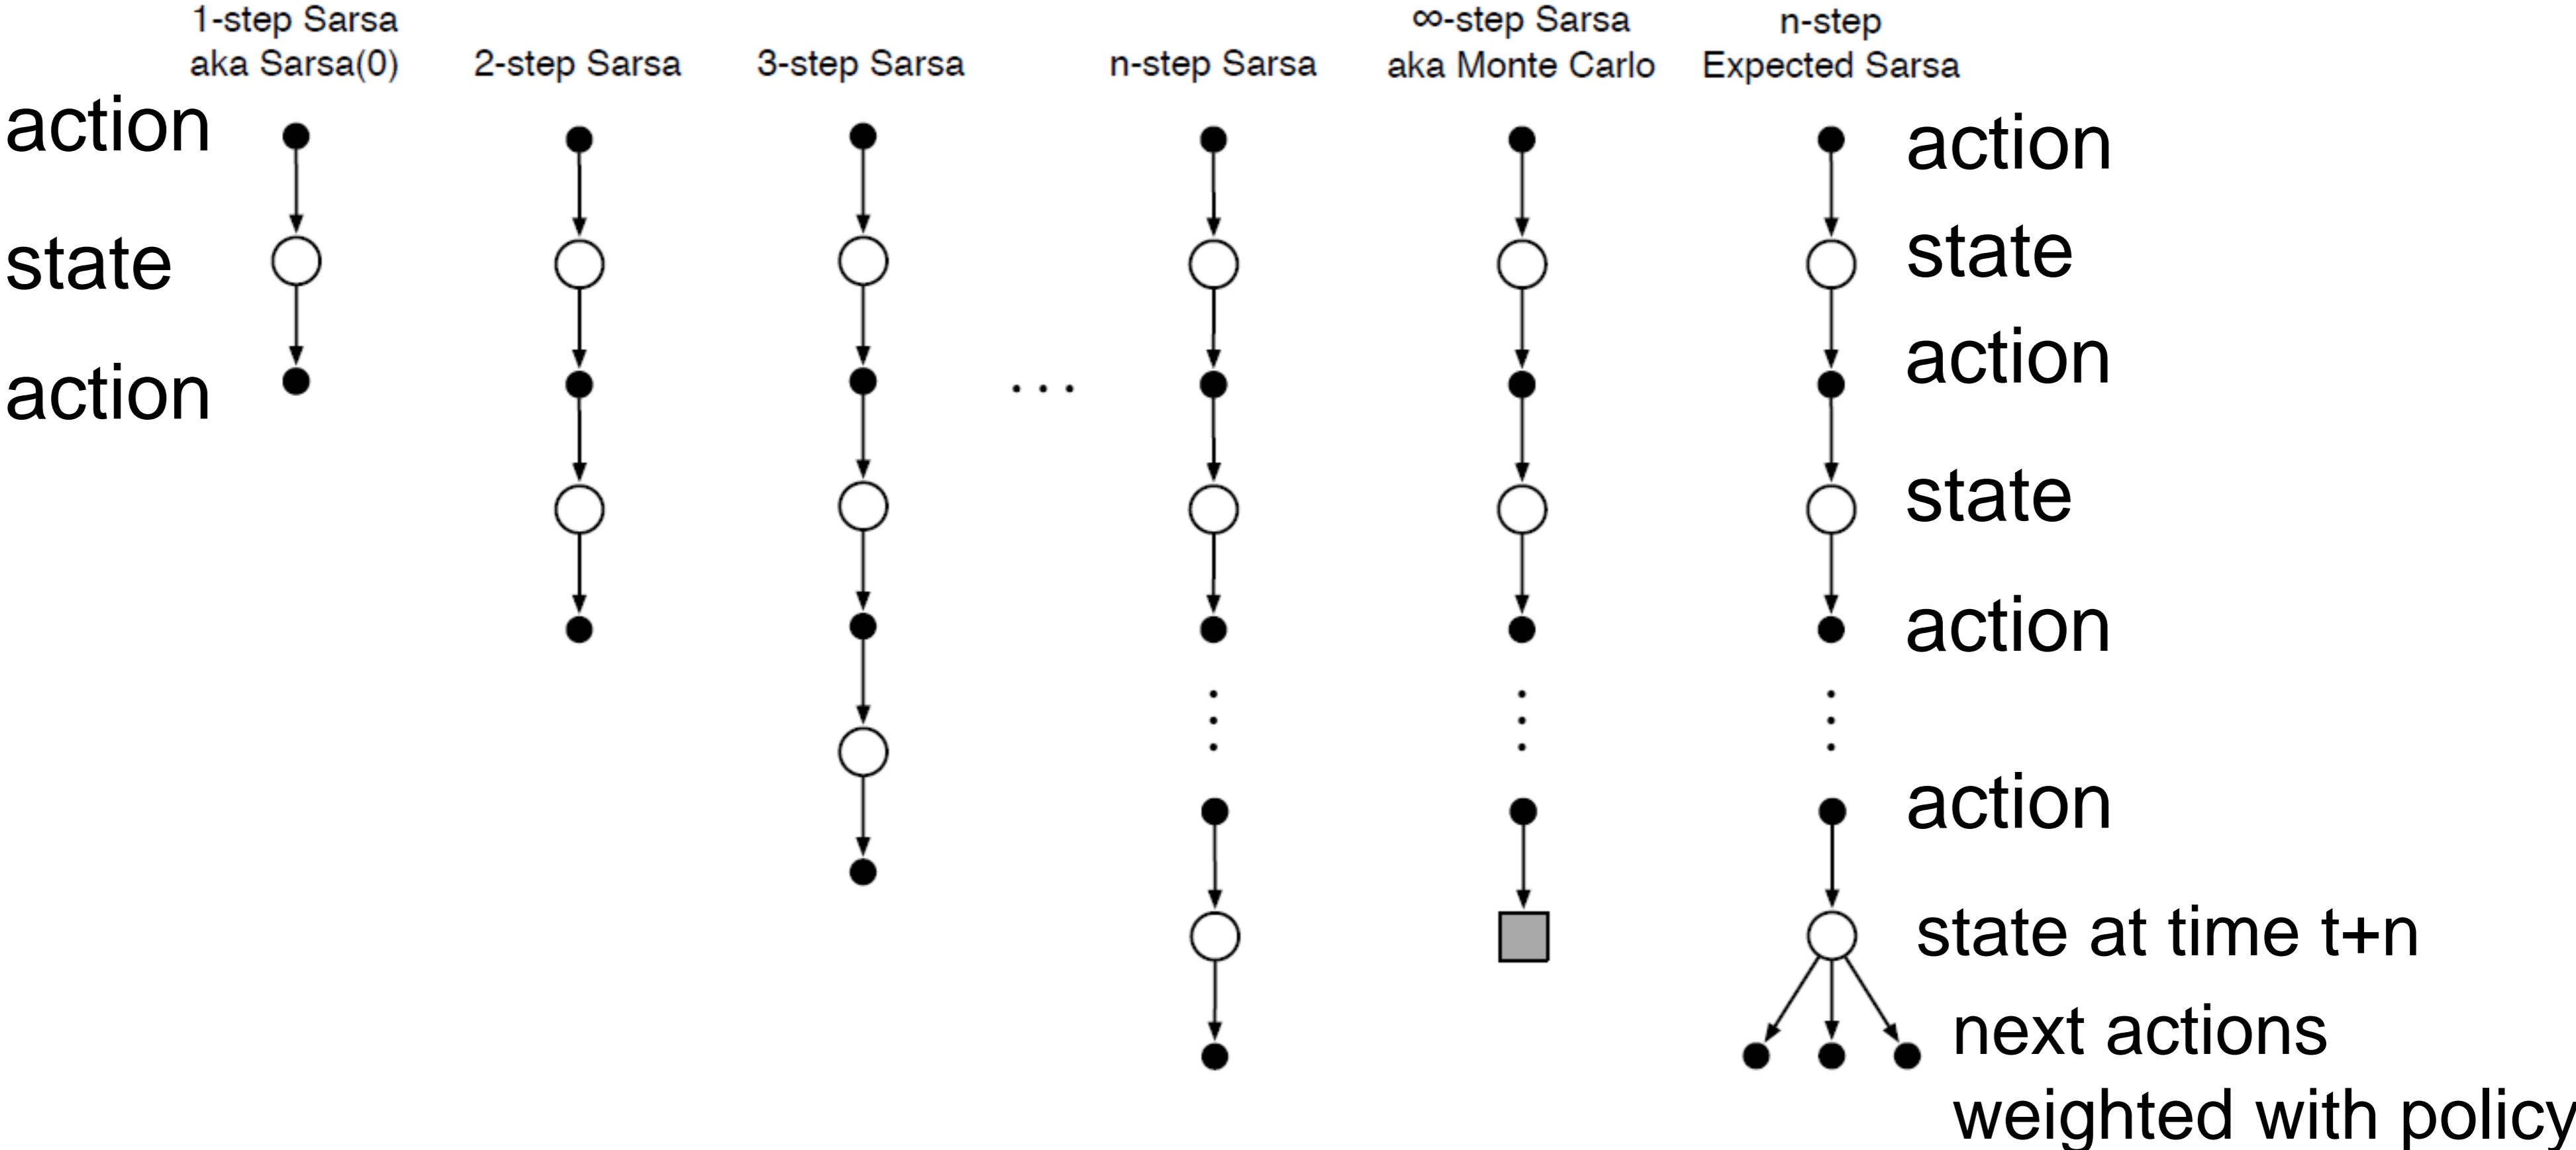 1-step Sarsa
aka Sarsa(0)
2-step Sarsa
3-step Sarsa
n-step Sarsa
∞-step Sarsa
aka Monte Carlo
n-step
Expected Sarsa
action
state
action
. . .
action
state
action
state
action
action
state at time t+n
next actions
weighted with policy